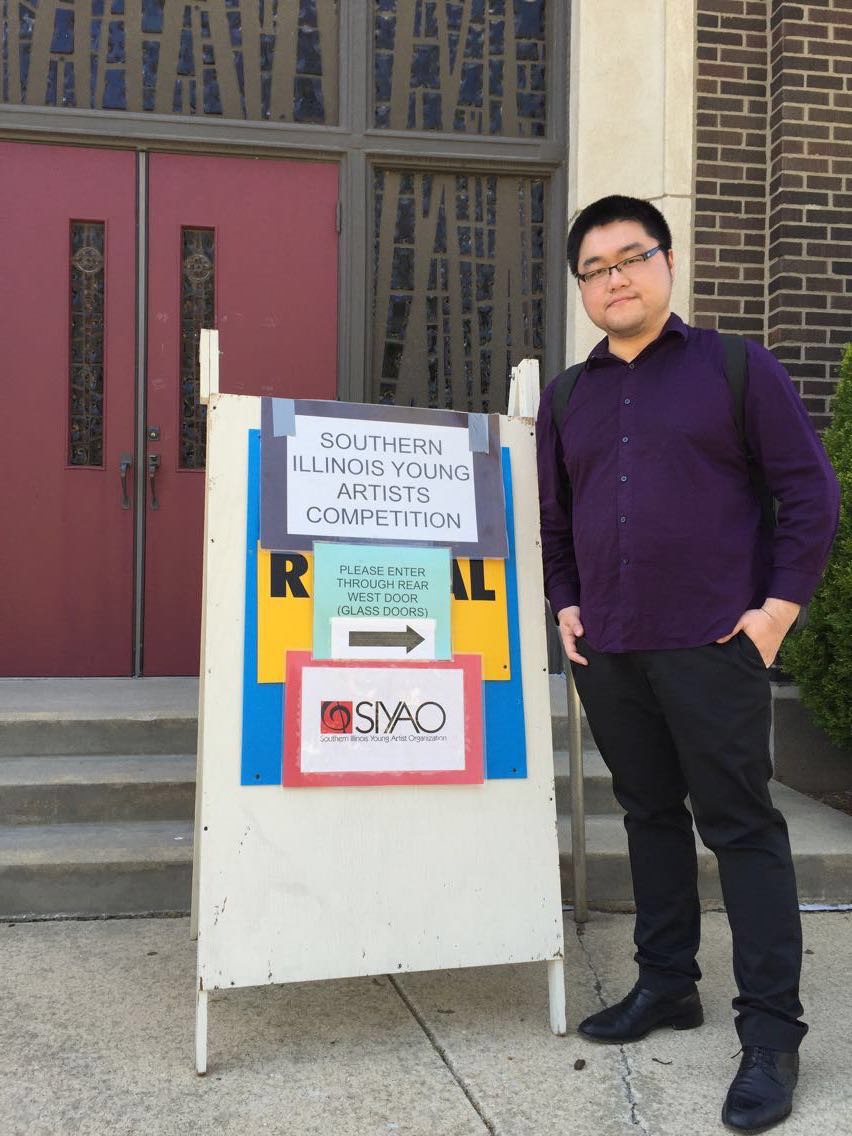 SOUTHERN
ILLINOIS YOUNG
ARTISTS
COMPETITION
PLEASE ENTER
THROUGH REAR
WEST DOOR
(GLASS DOORS)
SIYAO
Southern Illinois Young Artist Organization